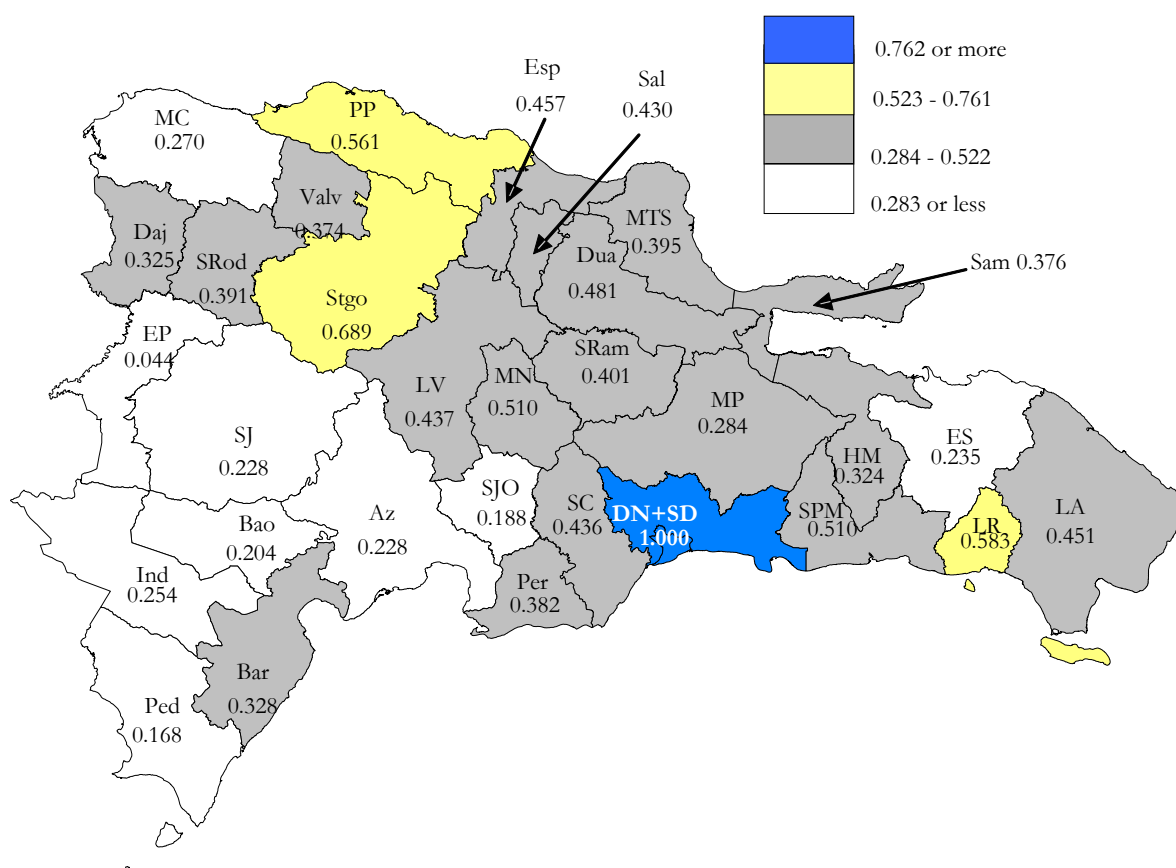 0.762 or more
0.523 - 0.761
0.284 - 0.522
0.283 or less
Esp
0.457
Sal
0.430
MC
0.270
PP
0.561
Valv
0.374
Daj
0.325
SRod
0.391
Stgo
0.689
MTS
0.395
Dua
0.481
Sam 0.376
EP
0.044
SRam
0.401
LV
0.437
MN
0.510
MP
0.284
SJ
0.228
HM
0.324
ES
0.235
SJO
0.188
SC
0.436
DN+SD
1.000
SPM
0.510
LR
0.583
LA
0.451
Bao
0.204
Az
0.228
Ind
0.254
Per
0.382
Bar
0.328
Ped
0.168